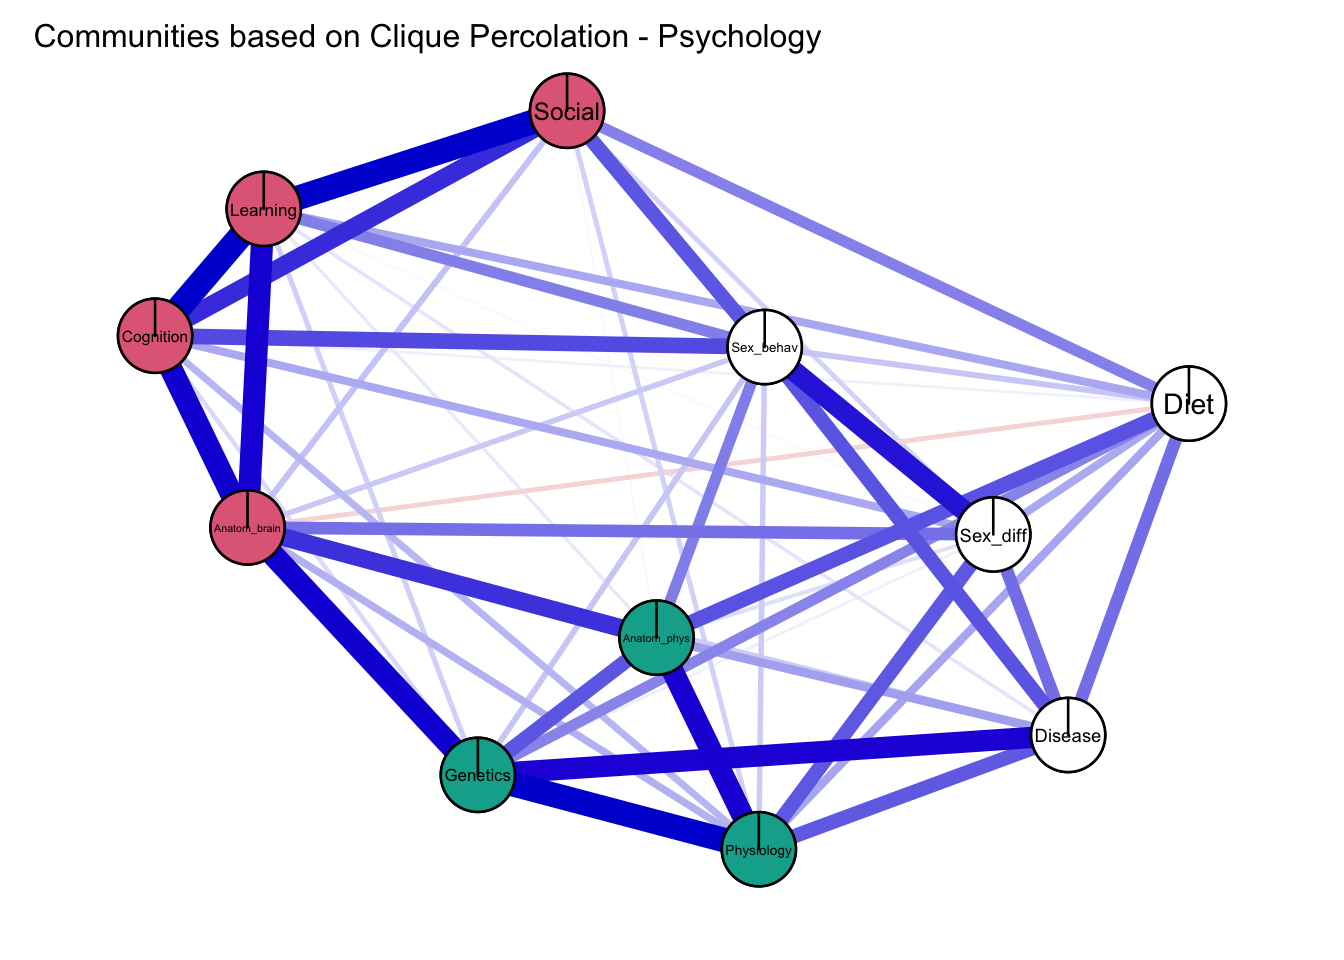 Communities based on Clique Percolation - Psychology
Social
Learning
Cognition
Sex_behav
Diet
Anatom_brain
Sex_diff
Anatom_phys
Disease
Genetics
Physiology